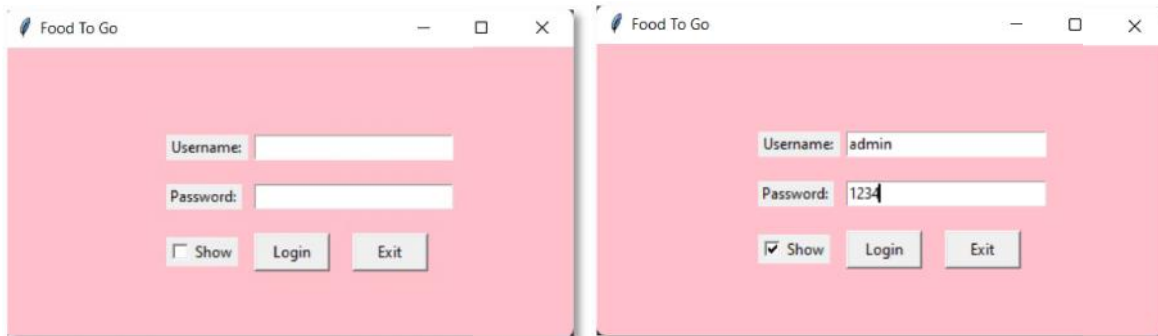 Food To Go
Username:
Password:
Show Login Exit
Food To Go
Username: admin
Password: 1234
Show Login Exit